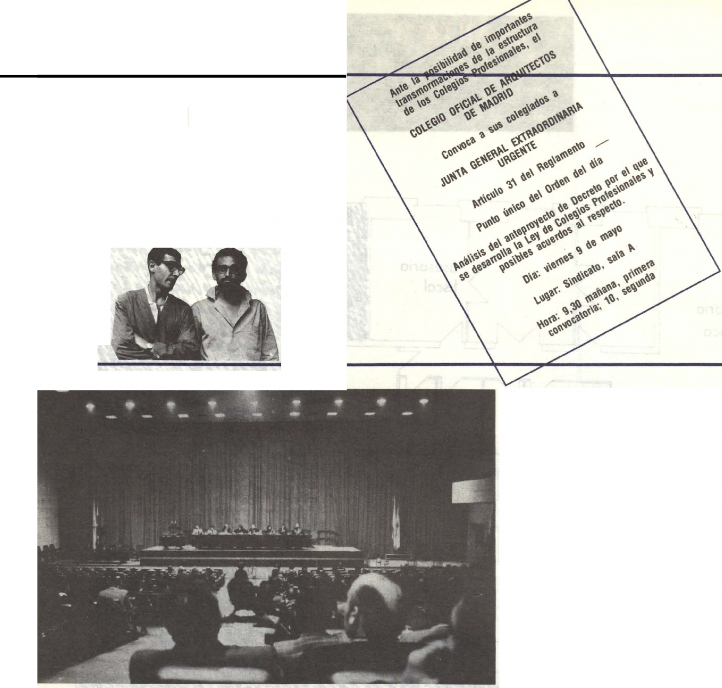 Ante la posibilidad de importantes
transmormaciones de la estructura
de los Colegios Profesionales, el
COLEGIO OFICIAL DE ARQUITECTOS
DE MADRID
Convoca a sus colegiados a
JUNTA GENERAL EXTRAORDINARIA
URGENTE
Artículo 31 del Reglamento —
Punto único del Orden del día
Análisis del anteproyecto de Decreto por el que
se desarrolla la Ley de Colegios Profesionales y
posibles acuerdos al respecto.
Día: viernes 9 de mayo
Lugar: Sindicato, sala A
Hora: 9,30 mañana, primera
convocatoria; 10, segunda